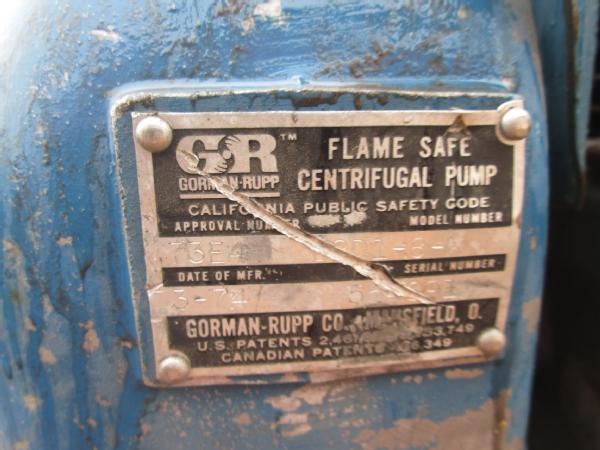 GR™
GORMAN-RUPP
FLAME SAFE
CENTRIFUGAL PUMP
CALIFORNIA PUBLIC SAFETY CODE
APPROVAL NUMBER MODEL NUMBER
DATE OF MFR. SERIAL NUMBER
GORMAN-RUPP CO., MANSFIELD, O.
U.S. PATENTS
CANADIAN PATENTS